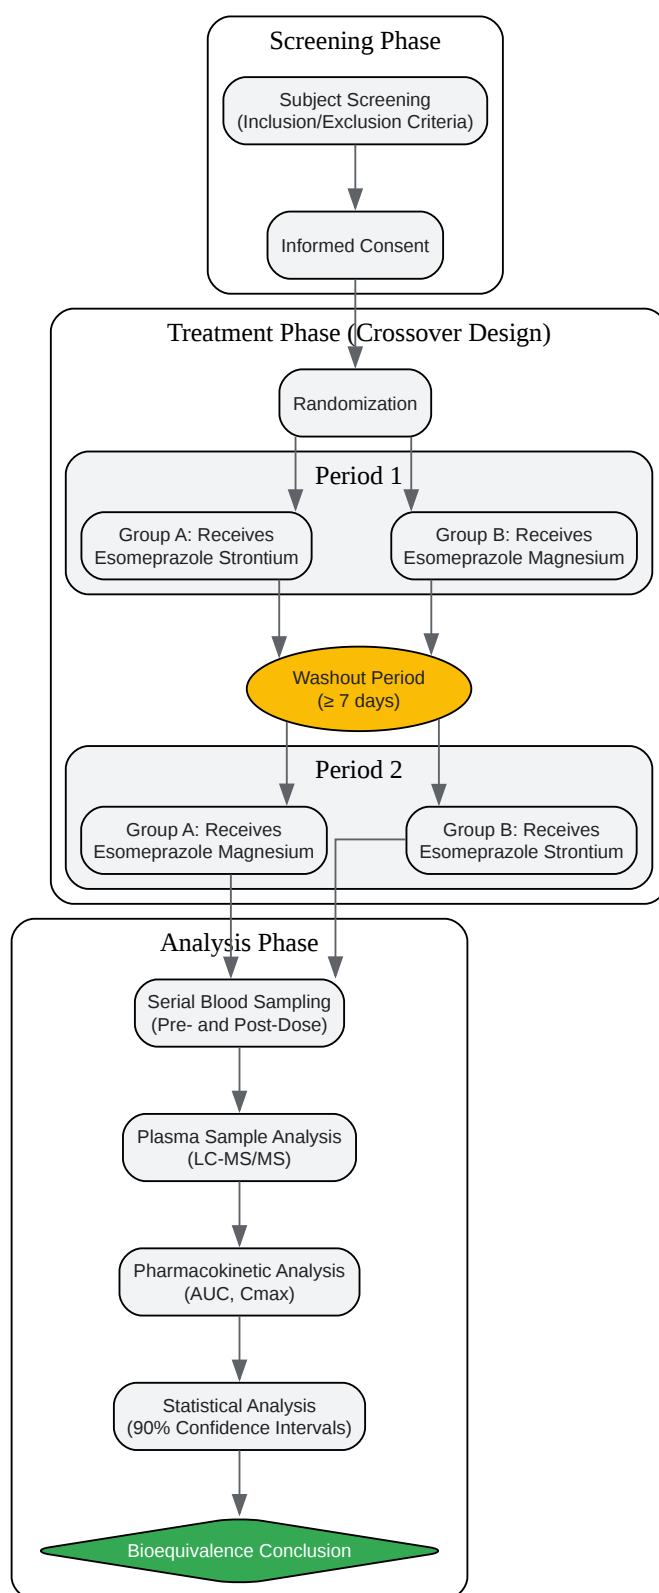 Screening Phase
Subject Screening
(Inclusion/Exclusion Criteria)
Informed Consent
Treatment Phase (Crossover Design)
Randomization
Period 1
Group A: Receives
Esomeprazole Strontium
Group B: Receives
Esomeprazole Magnesium
Washout Period
(≥ 7 days)
Period 2
Group A: Receives
Esomeprazole Magnesium
Group B: Receives
Esomeprazole Strontium
Analysis Phase
Serial Blood Sampling
(Pre- and Post-Dose)
Plasma Sample Analysis
(LC-MS/MS)
Pharmacokinetic Analysis
(AUC, Cmax)
Statistical Analysis
(90% Confidence Intervals)
Bioequivalence Conclusion